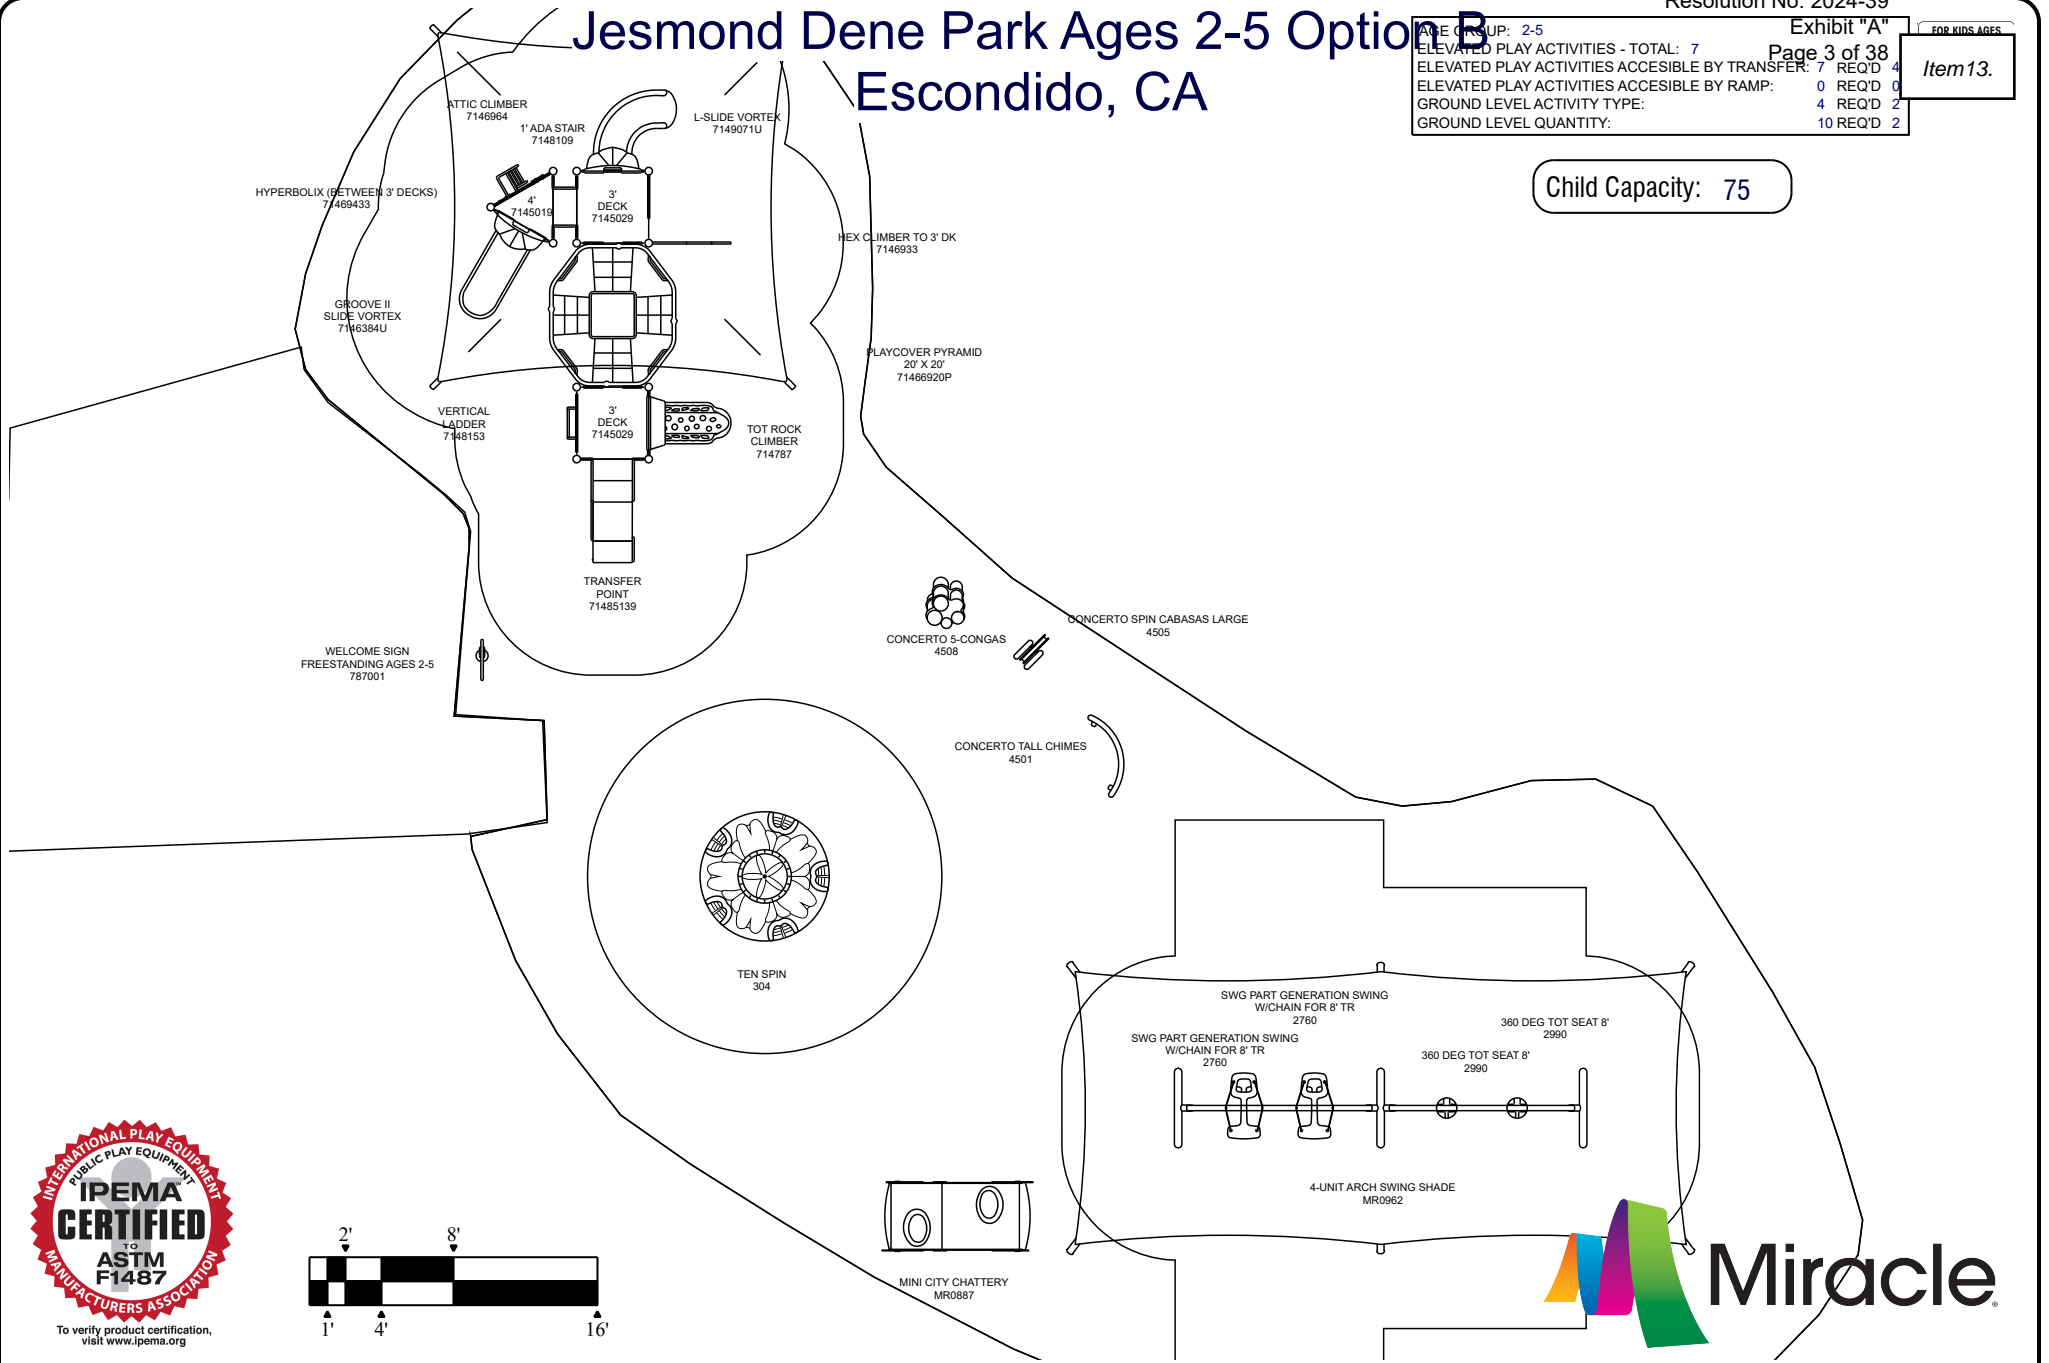 Resolution No. 2024-39
Exhibit "A"
Page 3 of 38
Item13.
FOR KIDS AGES
Jesmond Dene Park Ages 2-5 Option B
Escondido, CA
AGE GROUP: 2-5
ELEVATED PLAY ACTIVITIES - TOTAL: 7
ELEVATED PLAY ACTIVITIES ACCESIBLE BY TRANSFER: 7 REQ'D 4
ELEVATED PLAY ACTIVITIES ACCESIBLE BY RAMP: 0 REQ'D 0
GROUND LEVEL ACTIVITY TYPE: 4 REQ'D 2
GROUND LEVEL QUANTITY: 10 REQ'D 2
Child Capacity: 75
ATTIC CLIMBER
7146964
1' ADA STAIR
7148109
L-SLIDE VORTEX
7149071U
HYPERBOLIX (BETWEEN 3' DECKS)
71469433
4'
7145019
3'
DECK
7145029
HEX CLIMBER TO 3' DK
7146933
GROOVE II
SLIDE VORTEX
7146384U
PLAYCOVER PYRAMID
20' X 20'
71466920P
VERTICAL
LADDER
7148153
3'
DECK
7145029
TOT ROCK
CLIMBER
714787
TRANSFER
POINT
71485139
WELCOME SIGN
FREESTANDING AGES 2-5
787001
CONCERTO 5-CONGAS
4508
CONCERTO SPIN CABASAS LARGE
4505
CONCERTO TALL CHIMES
4501
TEN SPIN
304
SWG PART GENERATION SWING
W/CHAIN FOR 8' TR
2760
SWG PART GENERATION SWING
W/CHAIN FOR 8' TR
2760
360 DEG TOT SEAT 8'
2990
360 DEG TOT SEAT 8'
2990
4-UNIT ARCH SWING SHADE
MR0962
MINI CITY CHATTERY
MR0887
INTERNATIONAL PLAY EQUIPMENT
MANUFACTURERS ASSOCIATION
PUBLIC PLAY EQUIPMENT
IPEMA
CERTIFIED
TO
ASTM
F1487
To verify product certification,
visit www.ipema.org
2' 8'
1' 4' 16'
Miracle